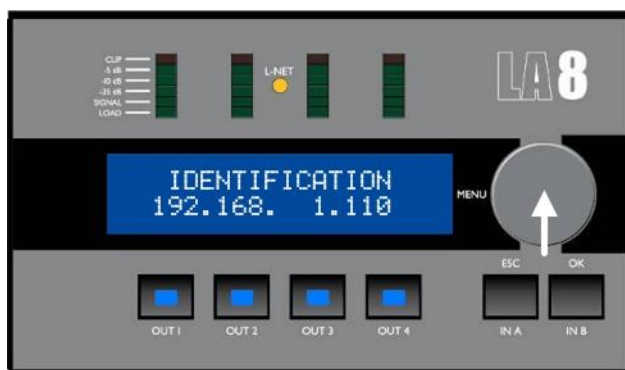 CLIP
-5 dB
-10 dB
-25 dB
SIGNAL
LOAD
L-NET
LA8
IDENTIFICATION
192.168.  1.110
MENU
ESC OK
OUT 1 OUT 2 OUT 3 OUT 4 IN A IN B